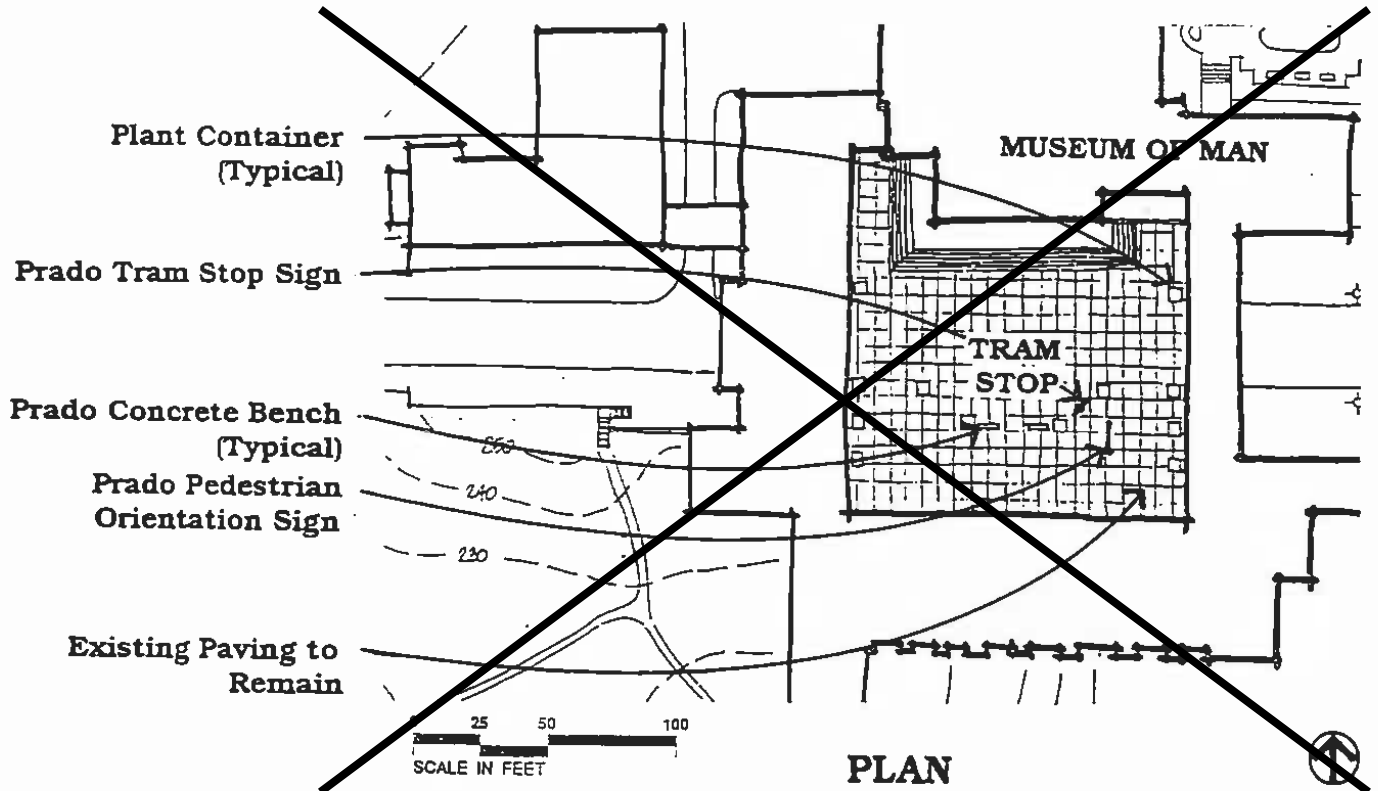 Plant Container
(Typical)
MUSEUM OF MAN
Prado Tram Stop Sign
TRAM
STOP
Prado Concrete Bench
(Typical)
250
Prado Pedestrian
Orientation Sign
240
230
Existing Paving to
Remain
25 50 100
SCALE IN FEET
PLAN